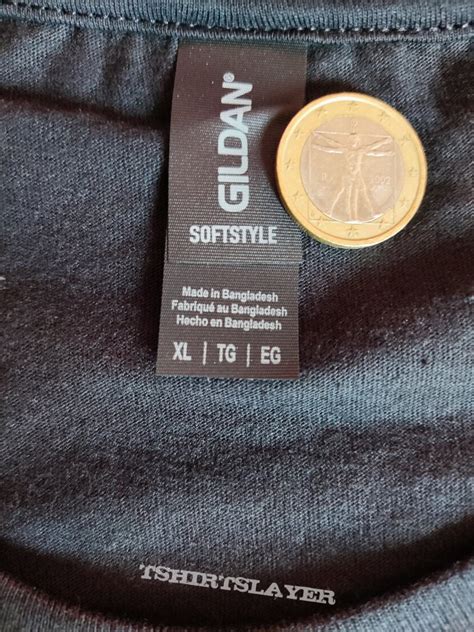 GILDAN®
SOFTSTYLE
Made in Bangladesh
Fabriqué au Bangladesh
Hecho en Bangladesh
XL | TG | EG
TSHIRTSLAYER